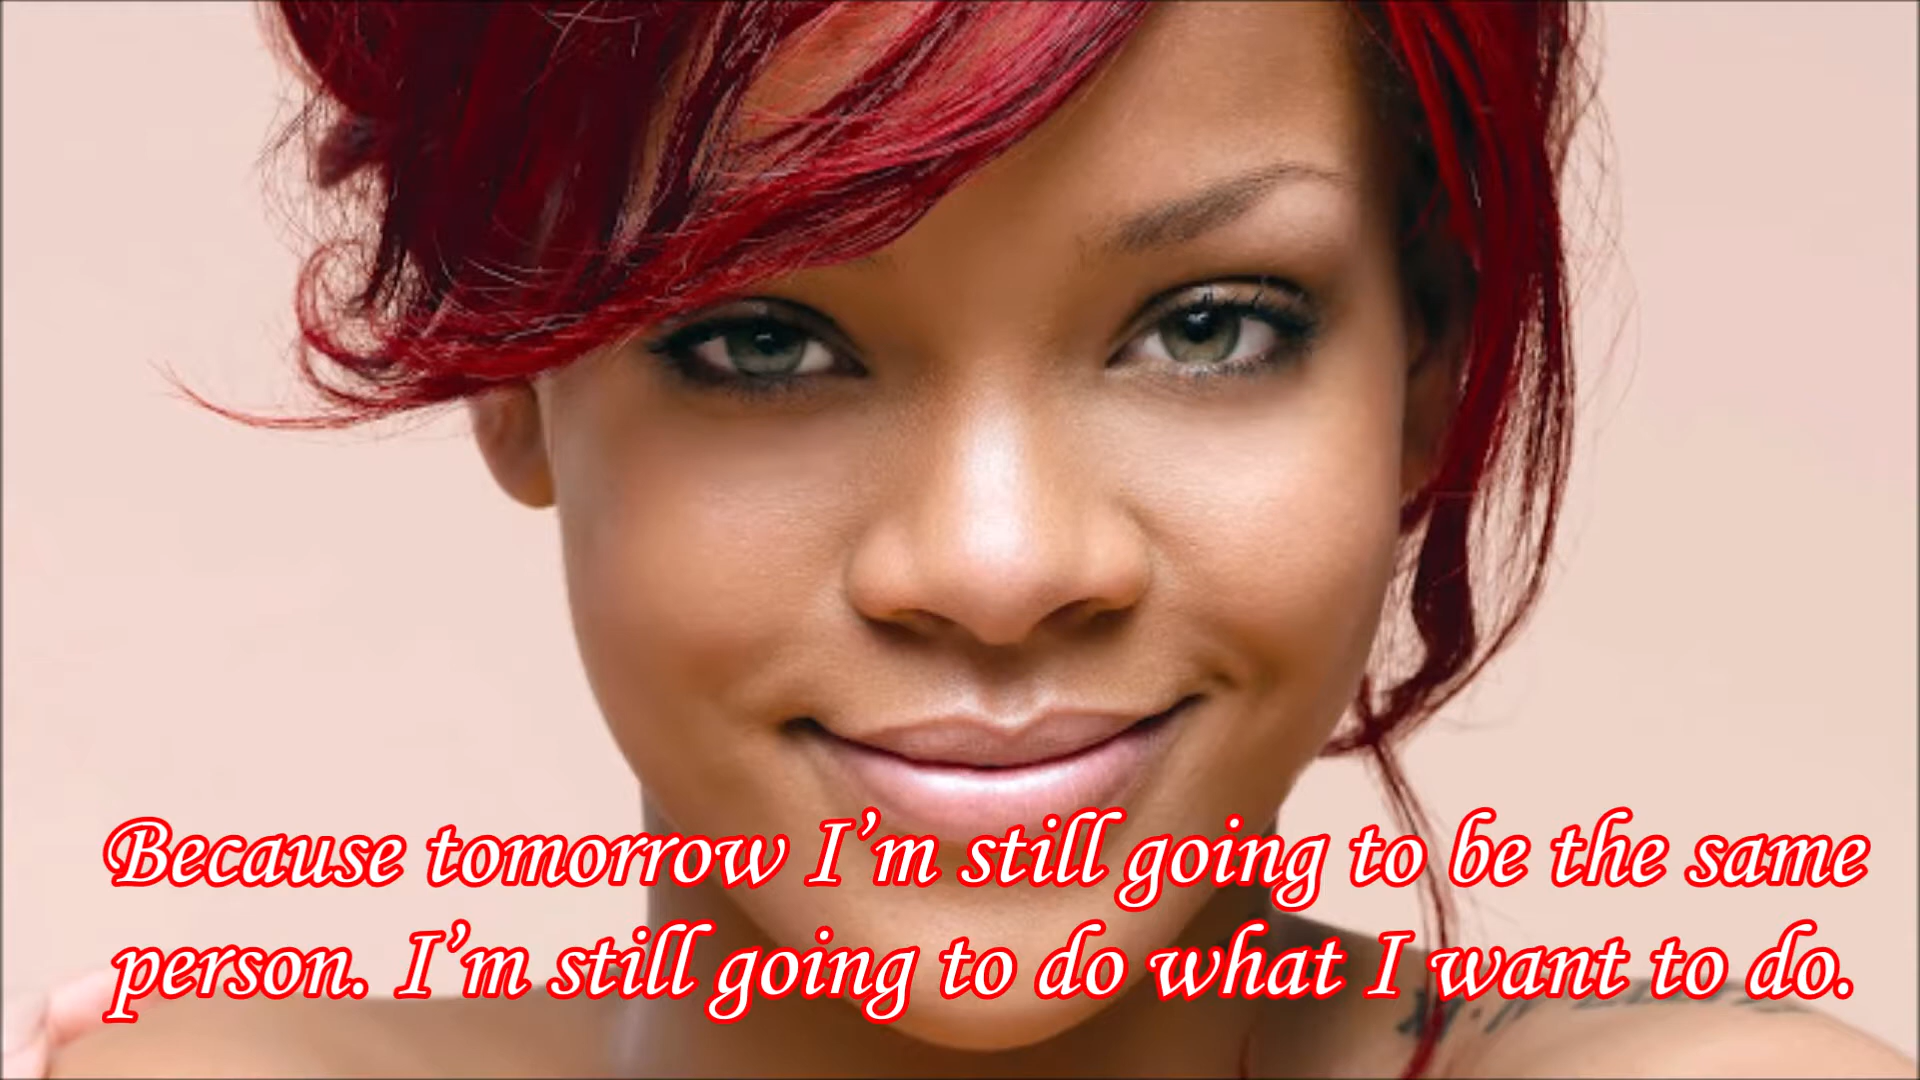 Because tomorrow I'm still going to be the same
person. I'm still going to do what I want to do.